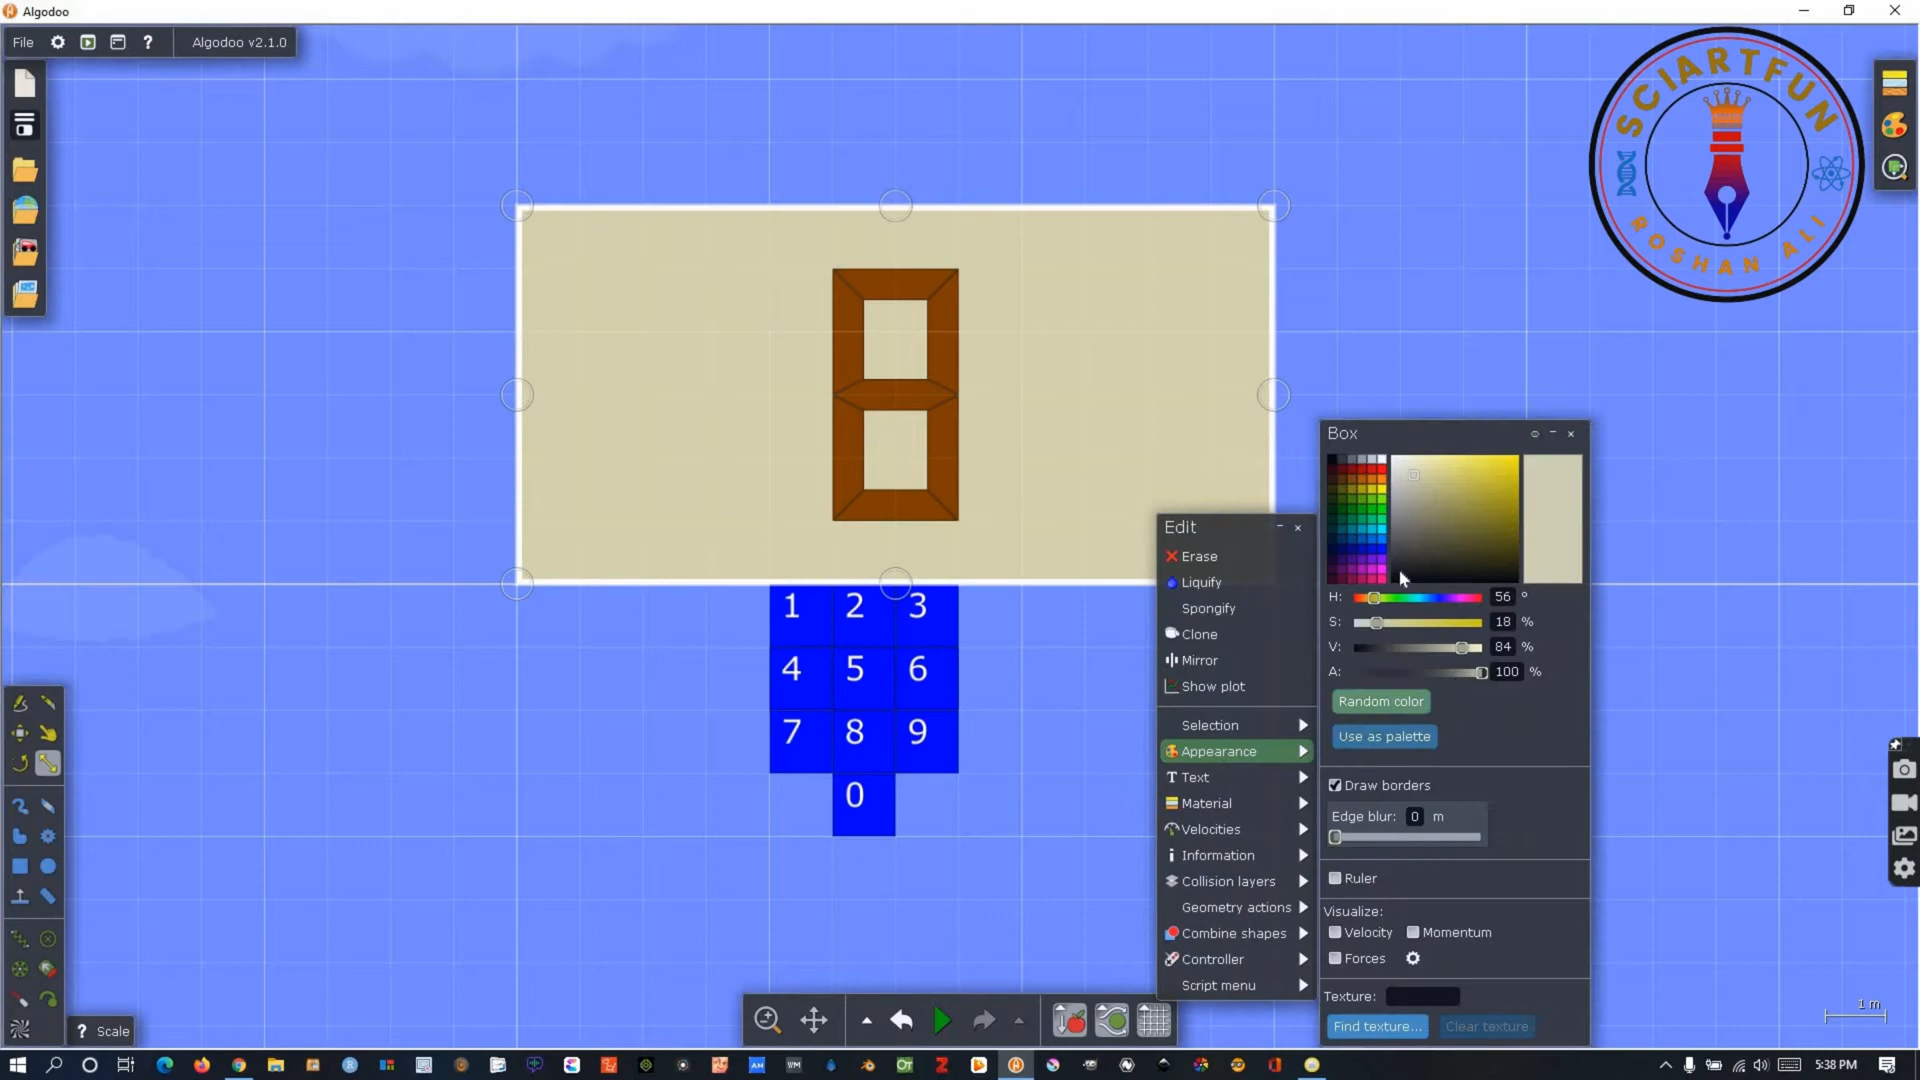 Algodoo
File ? Algodoo v2.1.0
SCIARTFUN
ROSHAN ALI
8
1 2 3
4 5 6
7 8 9
0
Edit
Erase
Liquify
Spongify
Clone
Mirror
Show plot
Selection
Appearance
Text
Material
Velocities
Information
Collision layers
Geometry actions
Combine shapes
Controller
Script menu
Box
H: 56 °
S: 18 %
V: 84 %
A: 100 %
Random color
Use as palette
Draw borders
Edge blur: 0 m
Ruler
Visualize:
Velocity Momentum
Forces
Texture:
Find texture... Clear texture
? Scale
1 m
5:38 PM